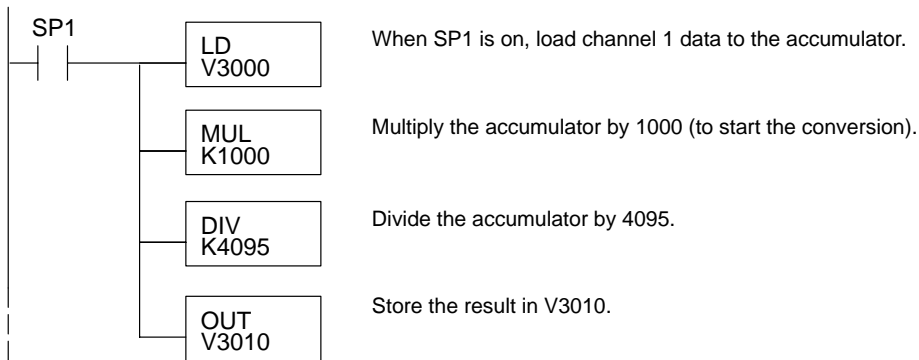 SP1
LD
V3000
When SP1 is on, load channel 1 data to the accumulator.
MUL
K1000
Multiply the accumulator by 1000 (to start the conversion).
DIV
K4095
Divide the accumulator by 4095.
OUT
V3010
Store the result in V3010.